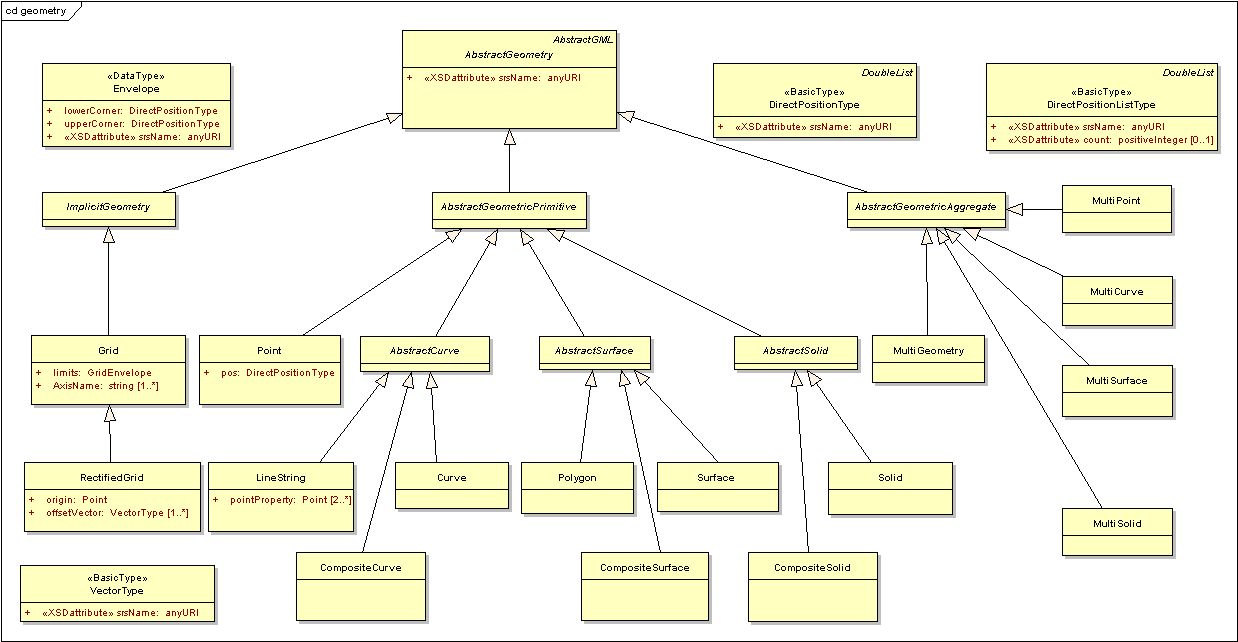 cd geometry
AbstractGML
AbstractGeometry
+ «XSDattribute» srsName: anyURI
«DataType»
Envelope
+ lowerCorner: DirectPositionType
+ upperCorner: DirectPositionType
+ «XSDattribute» srsName: anyURI
DoubleList
«BasicType»
DirectPositionType
+ «XSDattribute» srsName: anyURI
DoubleList
«BasicType»
DirectPositionListType
+ «XSDattribute» srsName: anyURI
+ «XSDattribute» count: positiveInteger [0..1]
ImplicitGeometry
AbstractGeometricPrimitive
AbstractGeometricAggregate
MultiPoint
MultiCurve
Grid
+ limits: GridEnvelope
+ AxisName: string [1..*]
Point
+ pos: DirectPositionType
AbstractCurve
AbstractSurface
AbstractSolid
MultiGeometry
MultiSurface
RectifiedGrid
+ origin: Point
+ offsetVector: VectorType [1..*]
LineString
+ pointProperty: Point [2..*]
Curve
Polygon
Surface
Solid
MultiSolid
CompositeCurve
CompositeSurface
CompositeSolid
«BasicType»
VectorType
+ «XSDattribute» srsName: anyURI